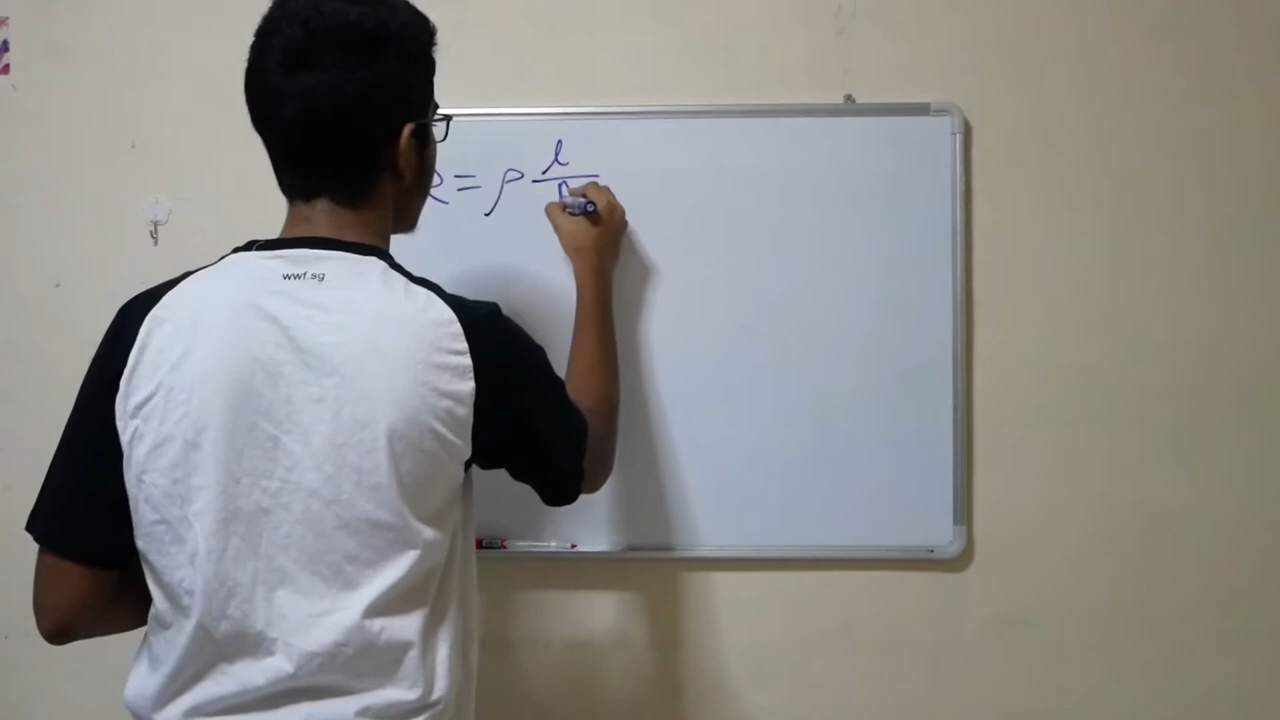 R = ρ l/A
wwf.sg